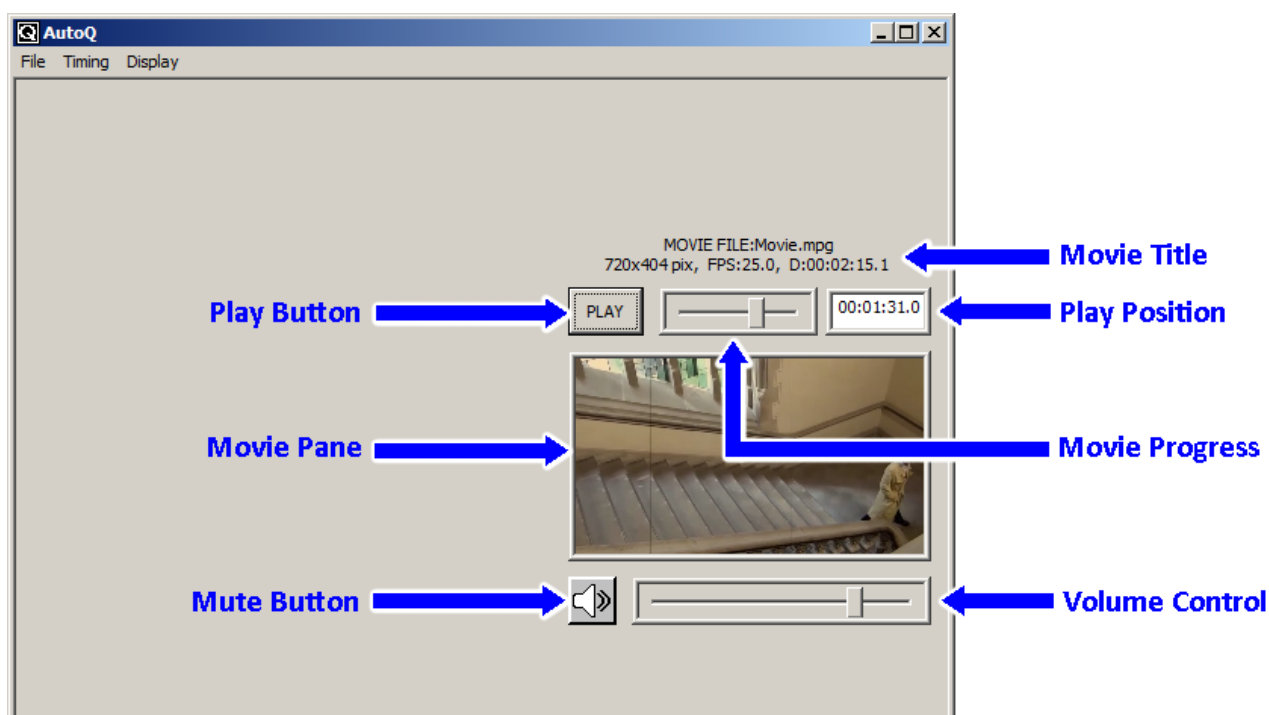 AutoQ
File Timing Display
MOVIE FILE:Movie.mpg
720x404 pix, FPS:25.0, D:00:02:15.1
Movie Title
Play Button
PLAY
00:01:31.0
Play Position
Movie Pane
Movie Progress
Mute Button
Volume Control